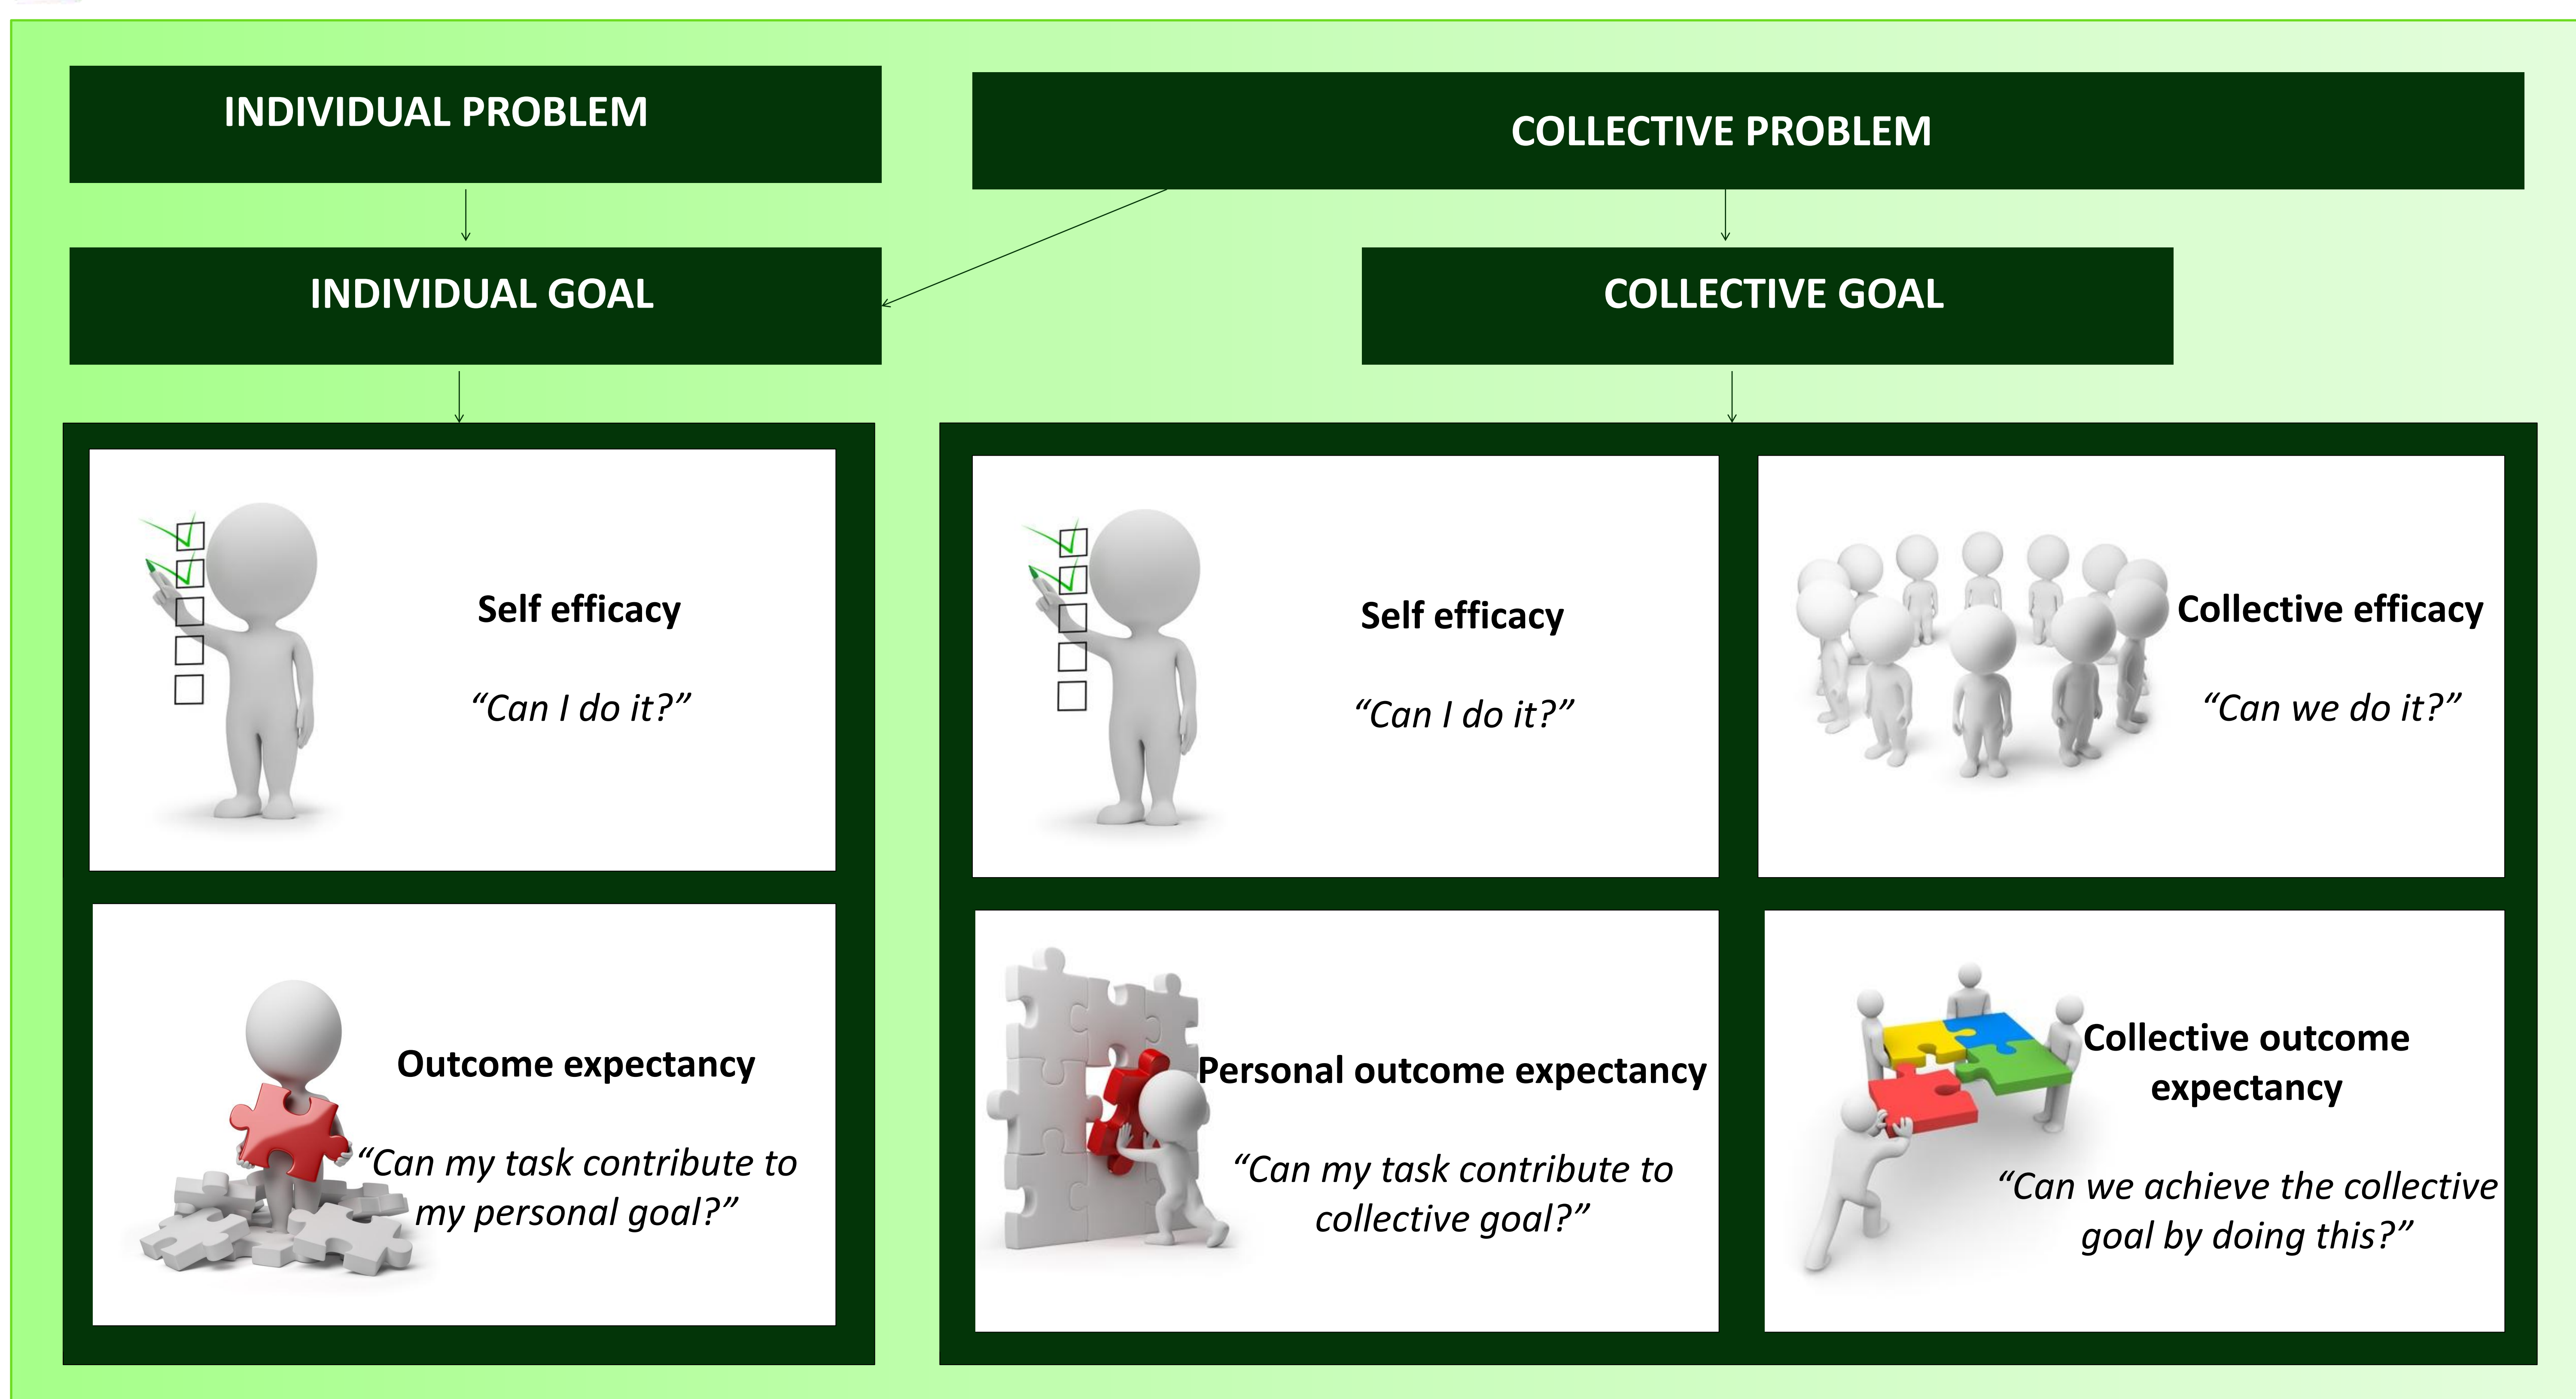 INDIVIDUAL PROBLEM
COLLECTIVE PROBLEM
INDIVIDUAL GOAL
COLLECTIVE GOAL
Self efficacy
“Can I do it?”
Self efficacy
“Can I do it?”
Collective efficacy
“Can we do it?”
Outcome expectancy
“Can my task contribute to
my personal goal?”
Personal outcome expectancy
“Can my task contribute to
collective goal?”
Collective outcome
expectancy
“Can we achieve the collective
goal by doing this?”